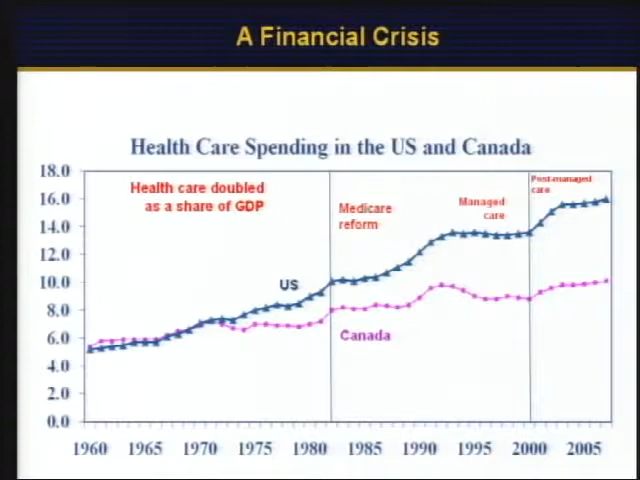 A Financial Crisis
Health Care Spending in the US and Canada
18.0
16.0
14.0
12.0
10.0
8.0
6.0
4.0
2.0
0.0
Health care doubled
as a share of GDP
Medicare
reform
Managed
care
Post-managed
care
US
Canada
1960 1965 1970 1975 1980 1985 1990 1995 2000 2005